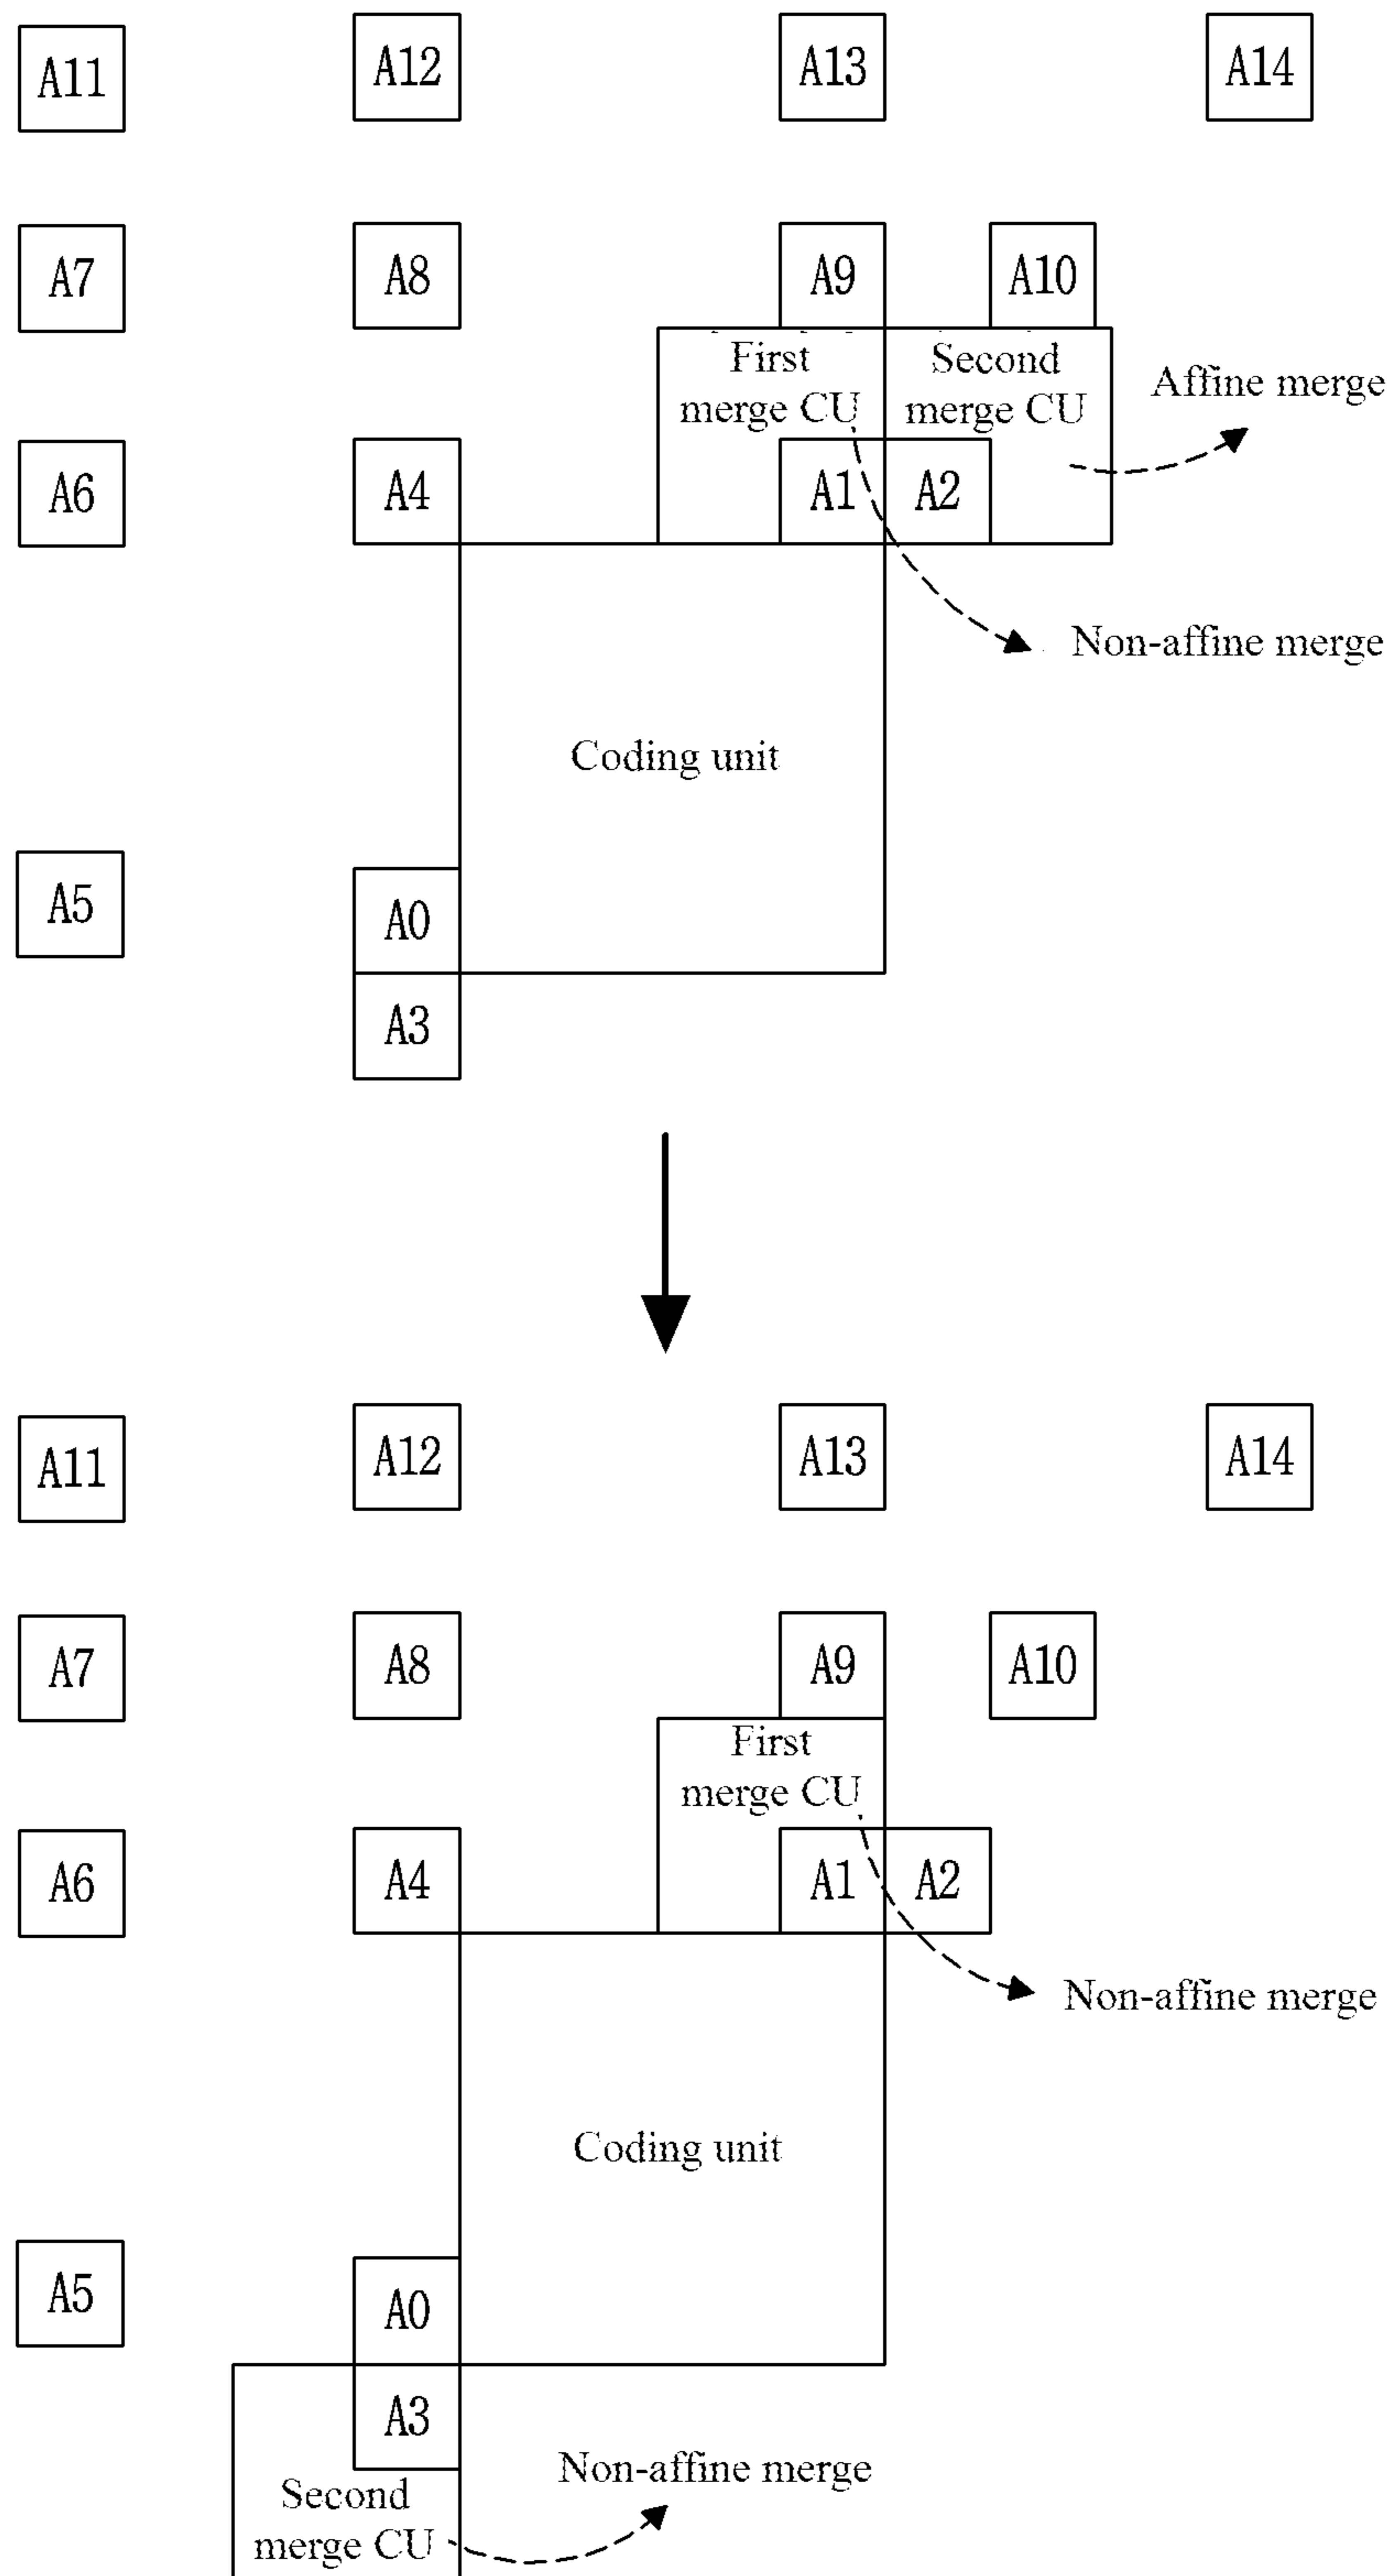 A11 A12 A13 A14
A7 A8 A9 A10
First
merge CU
Second
merge CU
Affine merge
A6 A4 A1 A2
Non-affine merge
Coding unit
A5 A0
A3
A11 A12 A13 A14
A7 A8 A9 A10
First
merge CU
A6 A4 A1 A2
Non-affine merge
Coding unit
A5 A0
A3
Non-affine merge
Second
merge CU